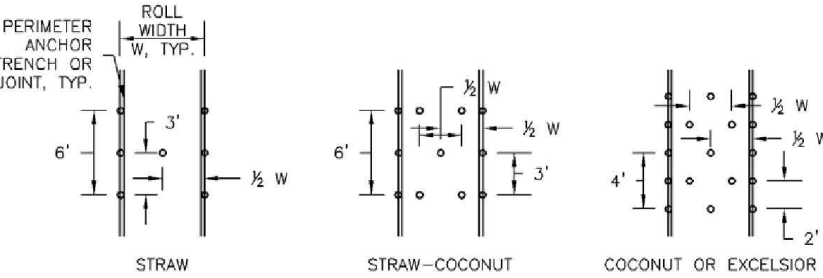 PERIMETER
ANCHOR
TRENCH OR
JOINT, TYP.
ROLL
WIDTH
W, TYP.
6'
3'
½ W
STRAW
½ W
½ W
6'
3'
STRAW-COCONUT
½ W
½ W
4'
2'
COCONUT OR EXCELSIOR